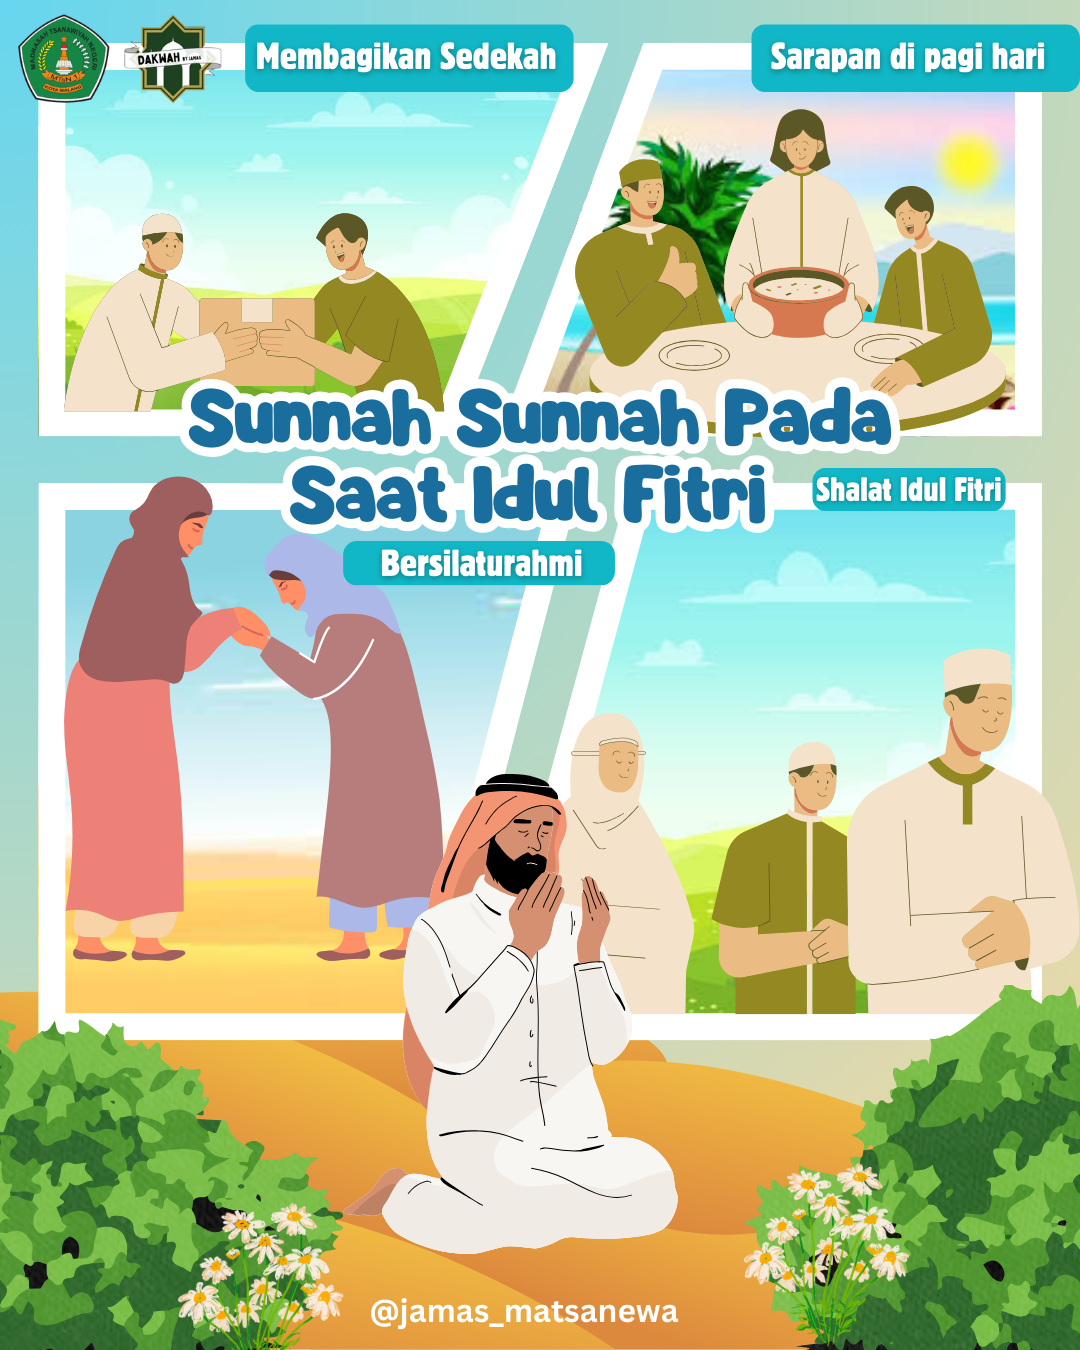 MADRASAH TSANAWIYAH NEGERI
MTsN 1
KOTA MALANG
DAKWAH BY JAMAS
Membagikan Sedekah
Sarapan di pagi hari
Sunnah Sunnah Pada
Saat Idul Fitri
Shalat Idul Fitri
Bersilaturahmi
@jamas_matsanewa